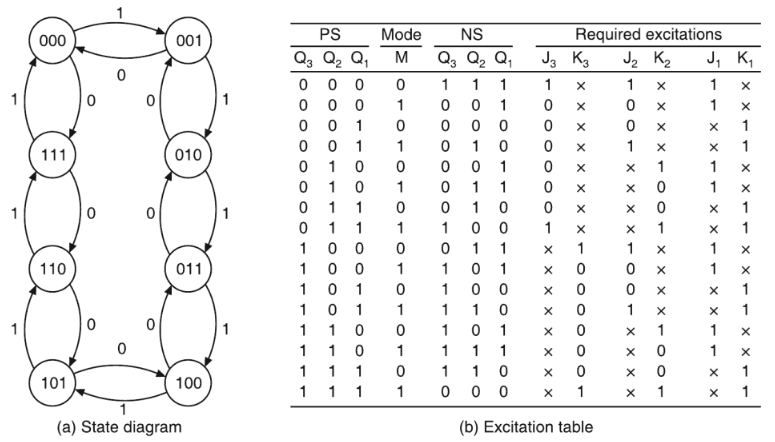 1
000 001
0
1 0 0 1
111 010
1 0 0 1
110 011
1 0 0 1
0
101 100
1
(a) State diagram
PS Mode NS Required excitations
Q3 Q2 Q1 M Q3 Q2 Q1 J3 K3 J2 K2 J1 K1
0 0 0 0 1 1 1 1 × 1 × 1 ×
0 0 0 1 0 0 1 0 × 0 × 1 ×
0 0 1 0 0 0 0 0 × 0 × × 1
0 0 1 1 0 1 0 0 × 1 × × 1
0 1 0 0 0 0 1 0 × × 1 1 ×
0 1 0 1 0 1 1 0 × × 0 1 ×
0 1 1 0 0 1 0 0 × × 0 × 1
0 1 1 1 1 0 0 1 × × 1 × 1
1 0 0 0 0 1 1 × 1 1 × 1 ×
1 0 0 1 1 0 1 × 0 0 × 1 ×
1 0 1 0 1 0 0 × 0 0 × × 1
1 0 1 1 1 1 0 × 0 1 × × 1
1 1 0 0 1 0 1 × 0 × 1 1 ×
1 1 0 1 1 1 1 × 0 × 0 1 ×
1 1 1 0 1 1 0 × 0 × 0 × 1
1 1 1 1 0 0 0 × 1 × 1 × 1
(b) Excitation table